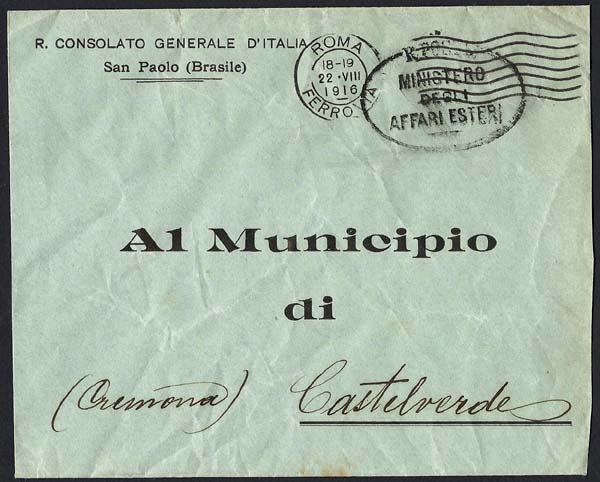 R. CONSOLATO GENERALE D'ITALIA
San Paolo (Brasile)
ROMA
18-19
22·VIII
1916
FERROVIA
MINISTERO
DEGLI
AFFARI ESTERI
Al Municipio
di
(Cremona) Castelverde